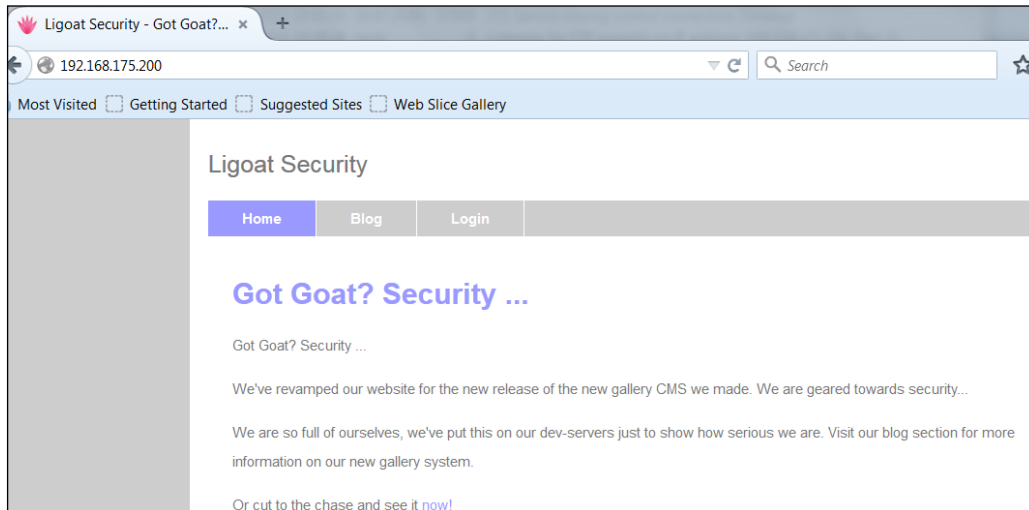 Ligoat Security - Got Goat?...
192.168.175.200
Search
Most Visited Getting Started Suggested Sites Web Slice Gallery
Ligoat Security
Home Blog Login
Got Goat? Security ...
Got Goat? Security ...
We've revamped our website for the new release of the new gallery CMS we made. We are geared towards security...
We are so full of ourselves, we've put this on our dev-servers just to show how serious we are. Visit our blog section for more
information on our new gallery system.
Or cut to the chase and see it now!